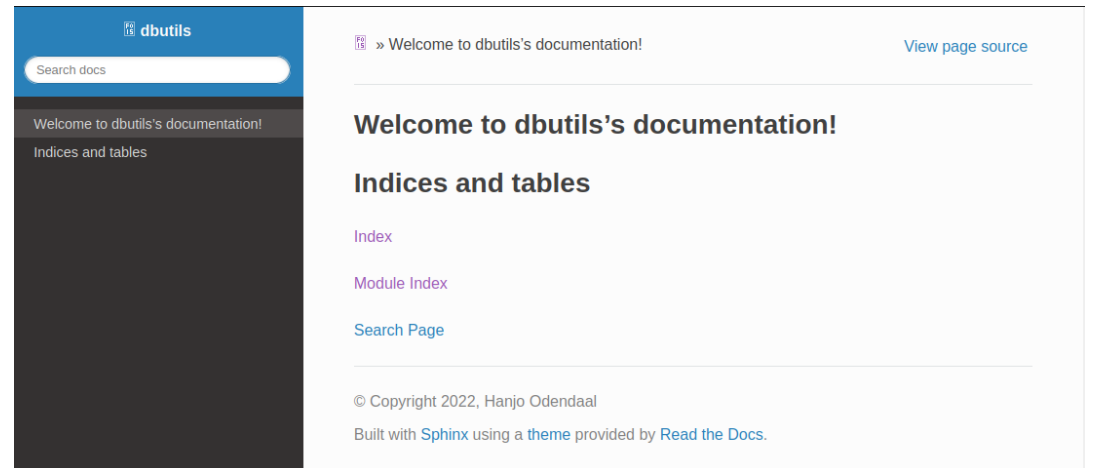 dbutils
Search docs
Welcome to dbutils’s documentation!
Indices and tables
» Welcome to dbutils’s documentation!
View page source
Welcome to dbutils’s documentation!
Indices and tables
Index
Module Index
Search Page
© Copyright 2022, Hanjo Odendaal
Built with Sphinx using a theme provided by Read the Docs.